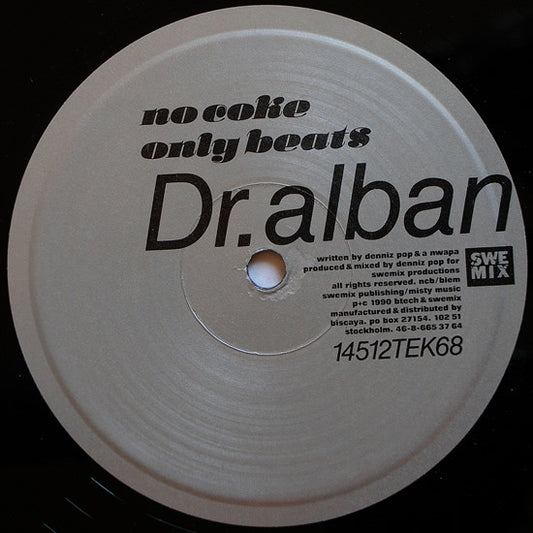 no coke
only beats
Dr. alban
written by denniz pop & a nwapa
produced & mixed by denniz pop for
swemix productions
all rights reserved. ncb/biem
swemix publishing/misty music
p+c 1990 btech & swemix
manufactured & distributed by
biscaya. po box 27154. 102 51
stockholm. 46-8-665 37 64
SWE
MIX
14512TEK68